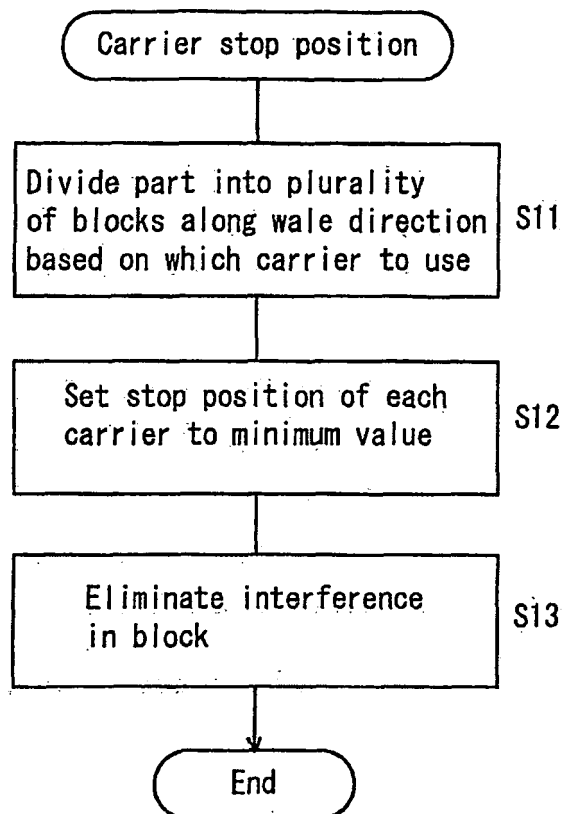 Carrier stop position
Divide part into plurality
of blocks along wale direction
based on which carrier to use
S11
Set stop position of each
carrier to minimum value
S12
Eliminate interference
in block
S13
End